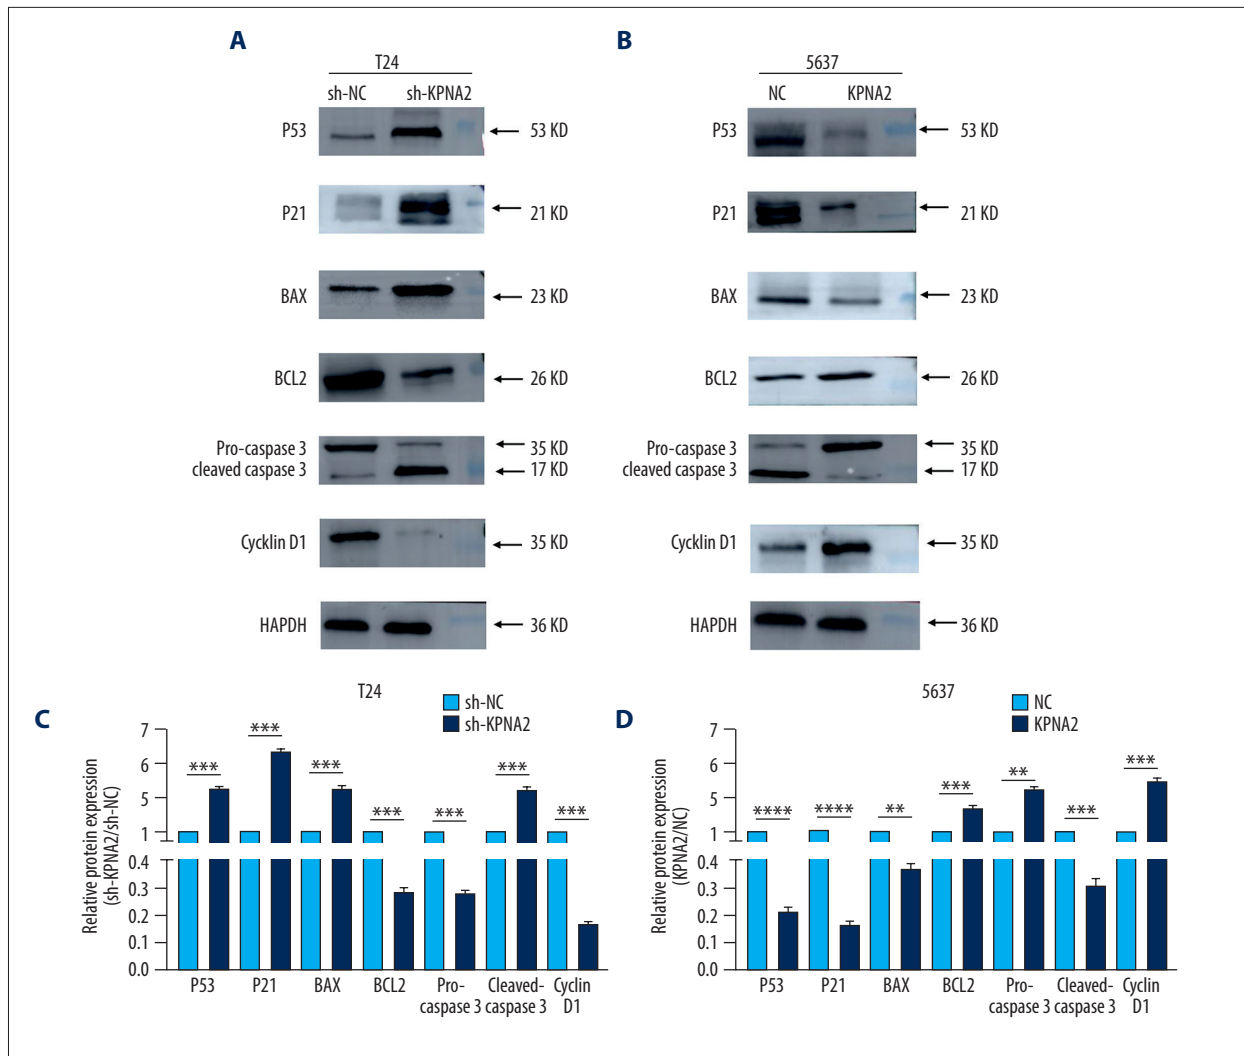 A
B
T24
5637
sh-NC sh-KPNA2
NC KPNA2
P53 53 KD
P53 53 KD
P21 21 KD
P21 21 KD
BAX 23 KD
BAX 23 KD
BCL2 26 KD
BCL2 26 KD
Pro-caspase 3 35 KD
cleaved caspase 3 17 KD
Pro-caspase 3 35 KD
cleaved caspase 3 17 KD
Cycklin D1 35 KD
Cycklin D1 35 KD
HAPDH 36 KD
HAPDH 36 KD
C
T24
sh-NC
sh-KPNA2
Relative protein expression
(sh-KPNA2/sh-NC)
7
6
5
1
0.4
0.3
0.2
0.1
0.0
*** *** *** *** *** *** ***
P53 P21 BAX BCL2 Pro- Cleaved- Cyclin
caspase 3 caspase 3 D1
D
5637
NC
KPNA2
Relative protein expression
(KPNA2/NC)
7
6
5
1
0.4
0.3
0.2
0.1
0.0
**** **** ** *** ** *** ***
P53 P21 BAX BCL2 Pro- Cleaved- Cyclin
caspase 3 caspase 3 D1